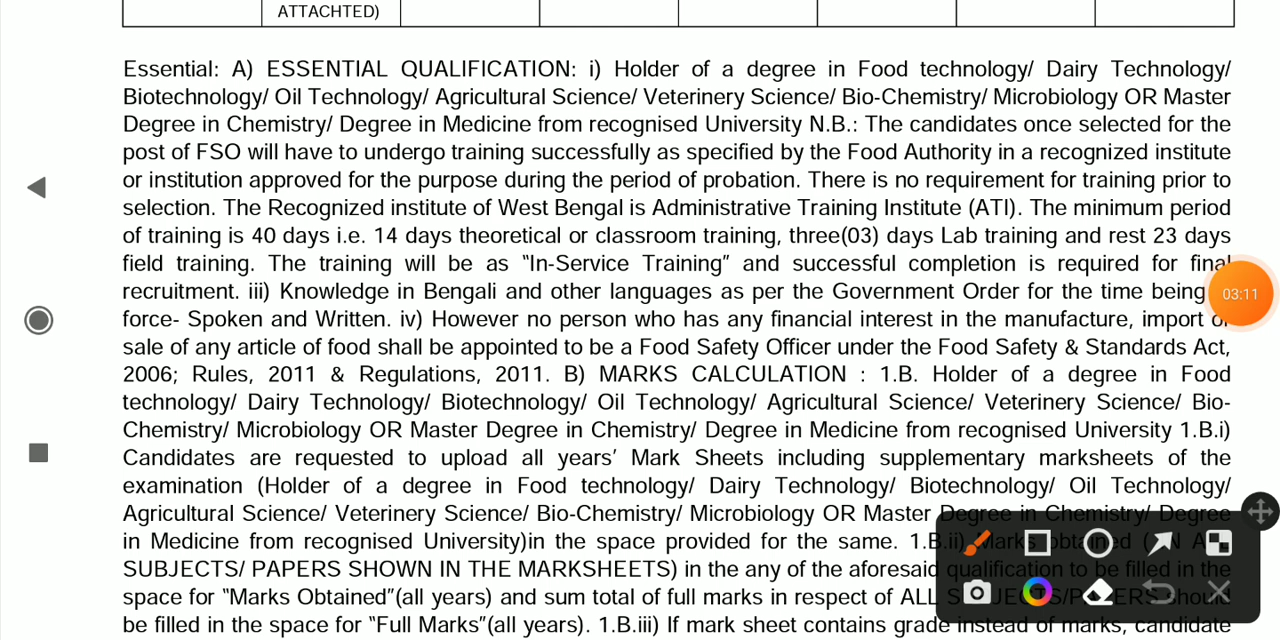 ATTACHTED)
Essential: A) ESSENTIAL QUALIFICATION: i) Holder of a degree in Food technology/ Dairy Technology/
Biotechnology/ Oil Technology/ Agricultural Science/ Veterinery Science/ Bio-Chemistry/ Microbiology OR Master
Degree in Chemistry/ Degree in Medicine from recognised University N.B.: The candidates once selected for the
post of FSO will have to undergo training successfully as specified by the Food Authority in a recognized institute
or institution approved for the purpose during the period of probation. There is no requirement for training prior to
selection. The Recognized institute of West Bengal is Administrative Training Institute (ATI). The minimum period
of training is 40 days i.e. 14 days theoretical or classroom training, three(03) days Lab training and rest 23 days
field training. The training will be as “In-Service Training” and successful completion is required for final
recruitment. iii) Knowledge in Bengali and other languages as per the Government Order for the time being
03:11
force- Spoken and Written. iv) However no person who has any financial interest in the manufacture, import or
sale of any article of food shall be appointed to be a Food Safety Officer under the Food Safety & Standards Act,
2006; Rules, 2011 & Regulations, 2011. B) MARKS CALCULATION : 1.B. Holder of a degree in Food
technology/ Dairy Technology/ Biotechnology/ Oil Technology/ Agricultural Science/ Veterinery Science/ Bio-
Chemistry/ Microbiology OR Master Degree in Chemistry/ Degree in Medicine from recognised University 1.B.i)
Candidates are requested to upload all years’ Mark Sheets including supplementary marksheets of the
examination (Holder of a degree in Food technology/ Dairy Technology/ Biotechnology/ Oil Technology/
Agricultural Science/ Veterinery Science/ Bio-Chemistry/ Microbiology OR Master Degree in Chemistry/ Degree
in Medicine from recognised University)in the space provided for the same. 1.B.ii) Marks obtained
SUBJECTS/ PAPERS SHOWN IN THE MARKSHEETS) in the any of the aforesaid qualification to be filled in the
space for “Marks Obtained”(all years) and sum total of full marks in respect of ALL should
be filled in the space for “Full Marks”(all years). 1.B.iii) If mark sheet contains grade instead of marks, candidate